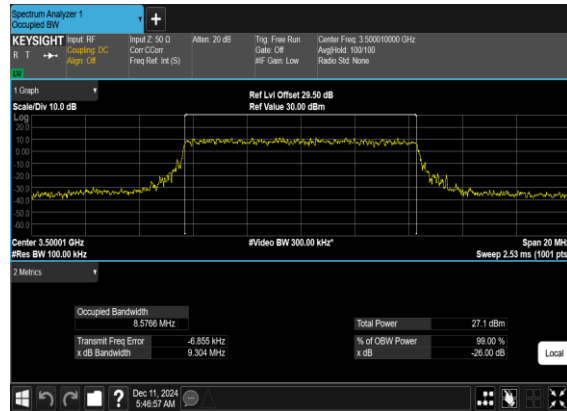 Spectrum Analyzer 1
Occupied BW
+
KEYSIGHT
R T
LVI
Input: RF
Coupling: DC
Align: Off
Input Z: 50 Ω
Corr CCorr
Freq Ref: Int (S)
Atten: 20 dB
Trig: Free Run
Gate: Off
#IF Gain: Low
Center Freq: 3.500010000 GHz
Avg|Hold: 100/100
Radio Std: None
1 Graph
Scale/Div 10.0 dB
Ref Lvl Offset 29.50 dB
Ref Value 30.00 dBm
Log
20.0
10.0
0.00
-10.0
-20.0
-30.0
-40.0
-50.0
-60.0
Center 3.50001 GHz
#Res BW 100.00 kHz
#Video BW 300.00 kHz*
Span 20 MHz
Sweep 2.53 ms (1001 pts)
2 Metrics
Occupied Bandwidth
8.5766 MHz
Transmit Freq Error -6.855 kHz
x dB Bandwidth 9.304 MHz
Total Power 27.1 dBm
% of OBW Power 99.00 %
x dB -26.00 dB
Local
?
Dec 11, 2024
5:46:57 AM